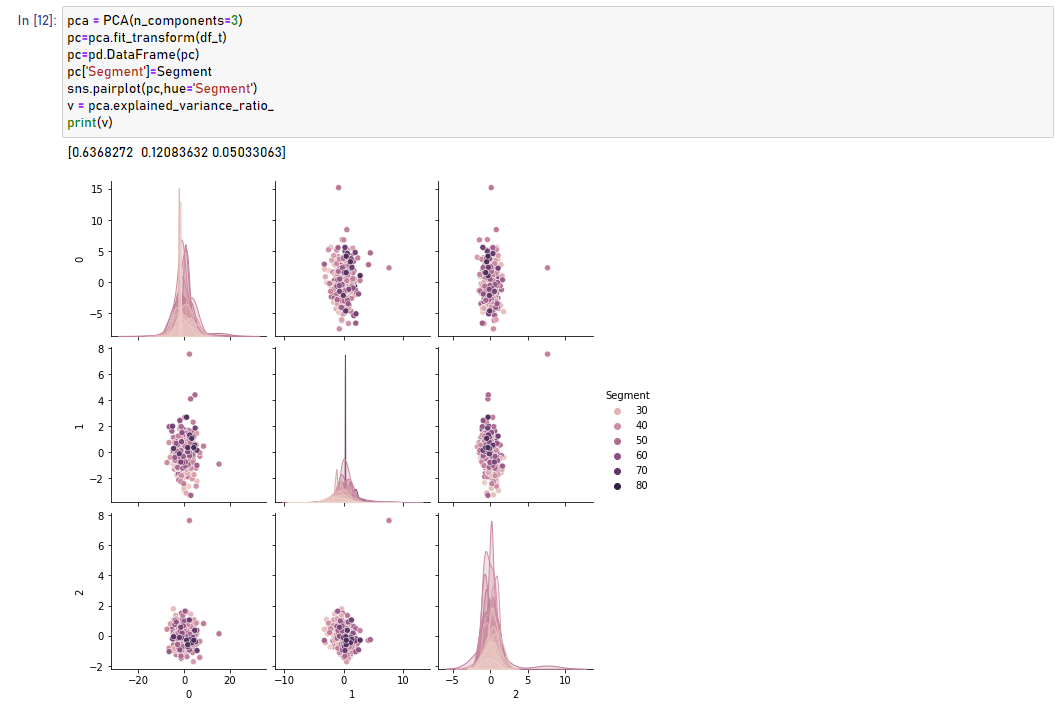 In [12]:
pca = PCA(n_components=3)
pc=pca.fit_transform(df_t)
pc=pd.DataFrame(pc)
pc['Segment']=Segment
sns.pairplot(pc,hue='Segment')
v = pca.explained_variance_ratio_
print(v)
[0.6368272  0.12083632 0.05033063]
15
10
5
0
−5
0
8
6
4
2
0
−2
1
8
6
4
2
0
−2
2
−20 0 20
0
−10 0 10
1
−5 0 5 10
2
Segment
30
40
50
60
70
80